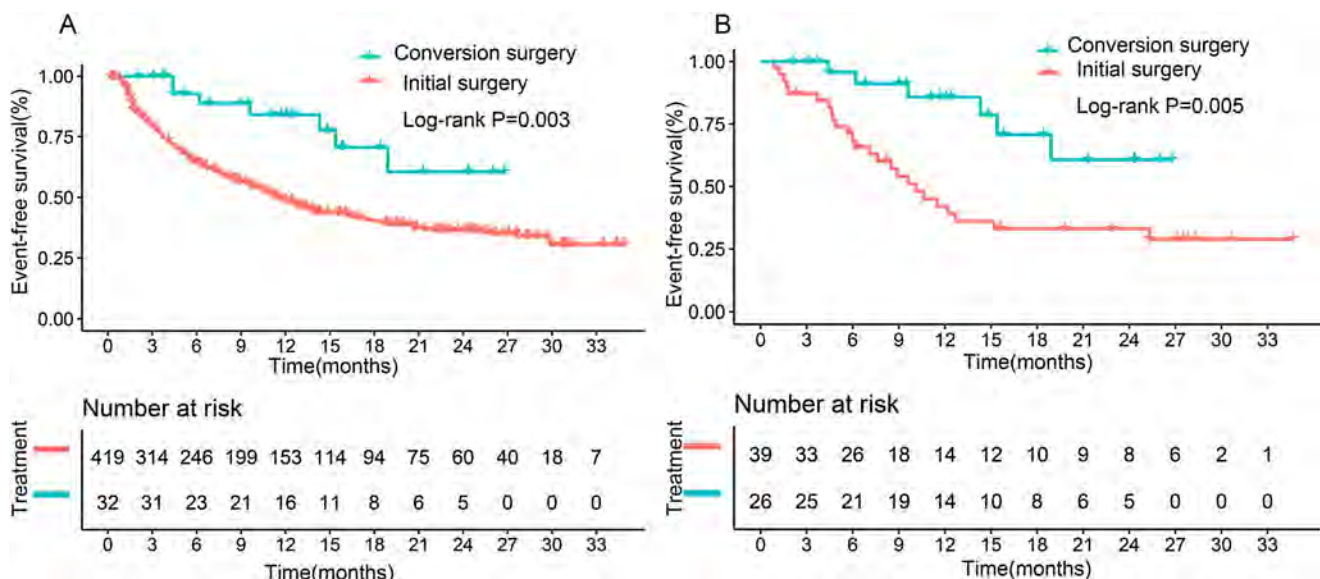 A
Conversion surgery
Initial surgery
Log-rank P=0.003
Event-free survival(%)
1.00
0.75
0.50
0.25
0.00
0 3 6 9 12 15 18 21 24 27 30 33
Time(months)
Number at risk
Treatment
419 314 246 199 153 114 94 75 60 40 18 7
32 31 23 21 16 11 8 6 5 0 0 0
0 3 6 9 12 15 18 21 24 27 30 33
Time(months)
B
Conversion surgery
Initial surgery
Log-rank P=0.005
Event-free survival(%)
1.00
0.75
0.50
0.25
0.00
0 3 6 9 12 15 18 21 24 27 30 33
Time(months)
Number at risk
Treatment
39 33 26 18 14 12 10 9 8 6 2 1
26 25 21 19 14 10 8 6 5 0 0 0
0 3 6 9 12 15 18 21 24 27 30 33
Time(months)